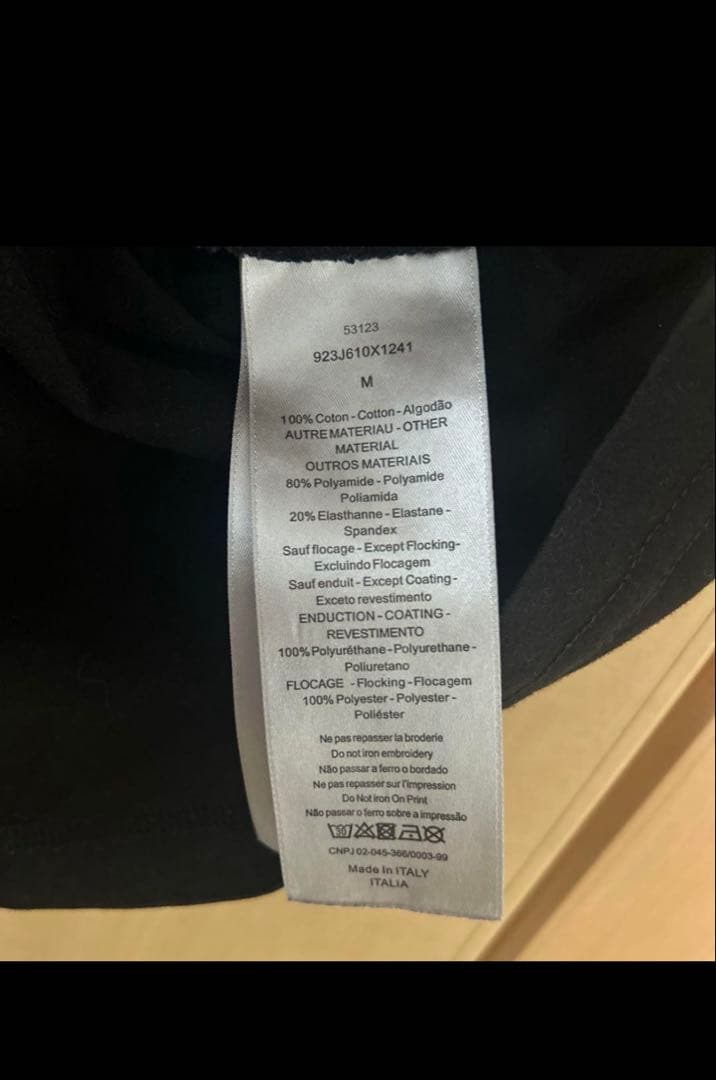 53123
923J610X1241
M
100% Coton - Cotton - Algodão
AUTRE MATERIAU - OTHER
MATERIAL
OUTROS MATERIAIS
80% Polyamide - Polyamide
Poliamida
20% Elasthanne - Elastane -
Spandex
Sauf flocage - Except Flocking-
Excluindo Flocagem
Sauf enduit - Except Coating -
Exceto revestimento
ENDUCTION - COATING -
REVESTIMENTO
100% Polyuréthane - Polyurethane -
Poliuretano
FLOCAGE - Flocking - Flocagem
100% Polyester - Polyester -
Poliéster
Ne pas repasser la broderie
Do not iron embroidery
Não passar a ferro o bordado
Ne pas repasser sur l'impression
Do Not Iron On Print
Não passar o ferro sobre a impressão
CNPJ 02-045-366/0003-99
Made In ITALY
ITALIA